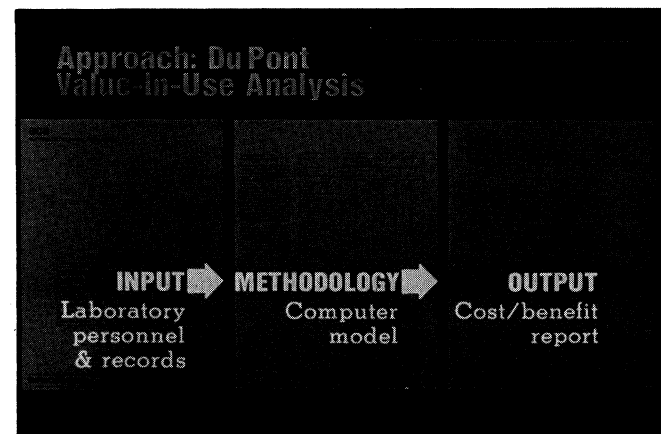 Approach: Du Pont
Value-in-Use Analysis
INPUT
Laboratory
personnel
& records
METHODOLOGY
Computer
model
OUTPUT
Cost/benefit
report